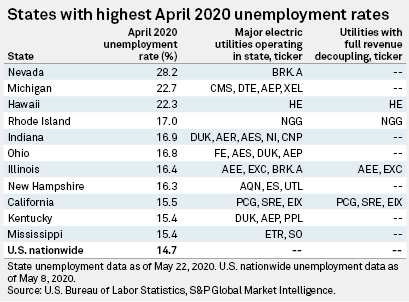 States with highest April 2020 unemployment rates
April 2020 Major electric Utilities with
unemployment utilities operating full revenue
State rate (%) in state, ticker decoupling, ticker
Nevada 28.2 BRK.A --
Michigan 22.7 CMS, DTE, AEP, XEL --
Hawaii 22.3 HE HE
Rhode Island 17.0 NGG NGG
Indiana 16.9 DUK, AER, AES, NI, CNP --
Ohio 16.8 FE, AES, DUK, AEP --
Illinois 16.4 AEE, EXC, BRK.A AEE, EXC
New Hampshire 16.3 AQN, ES, UTL --
California 15.5 PCG, SRE, EIX PCG, SRE, EIX
Kentucky 15.4 DUK, AEP, PPL --
Mississippi 15.4 ETR, SO --
U.S. nationwide 14.7 -- --
State unemployment data as of May 22, 2020. U.S. nationwide unemployment data as
of May 8, 2020.
Source: U.S. Bureau of Labor Statistics, S&P Global Market Intelligence.